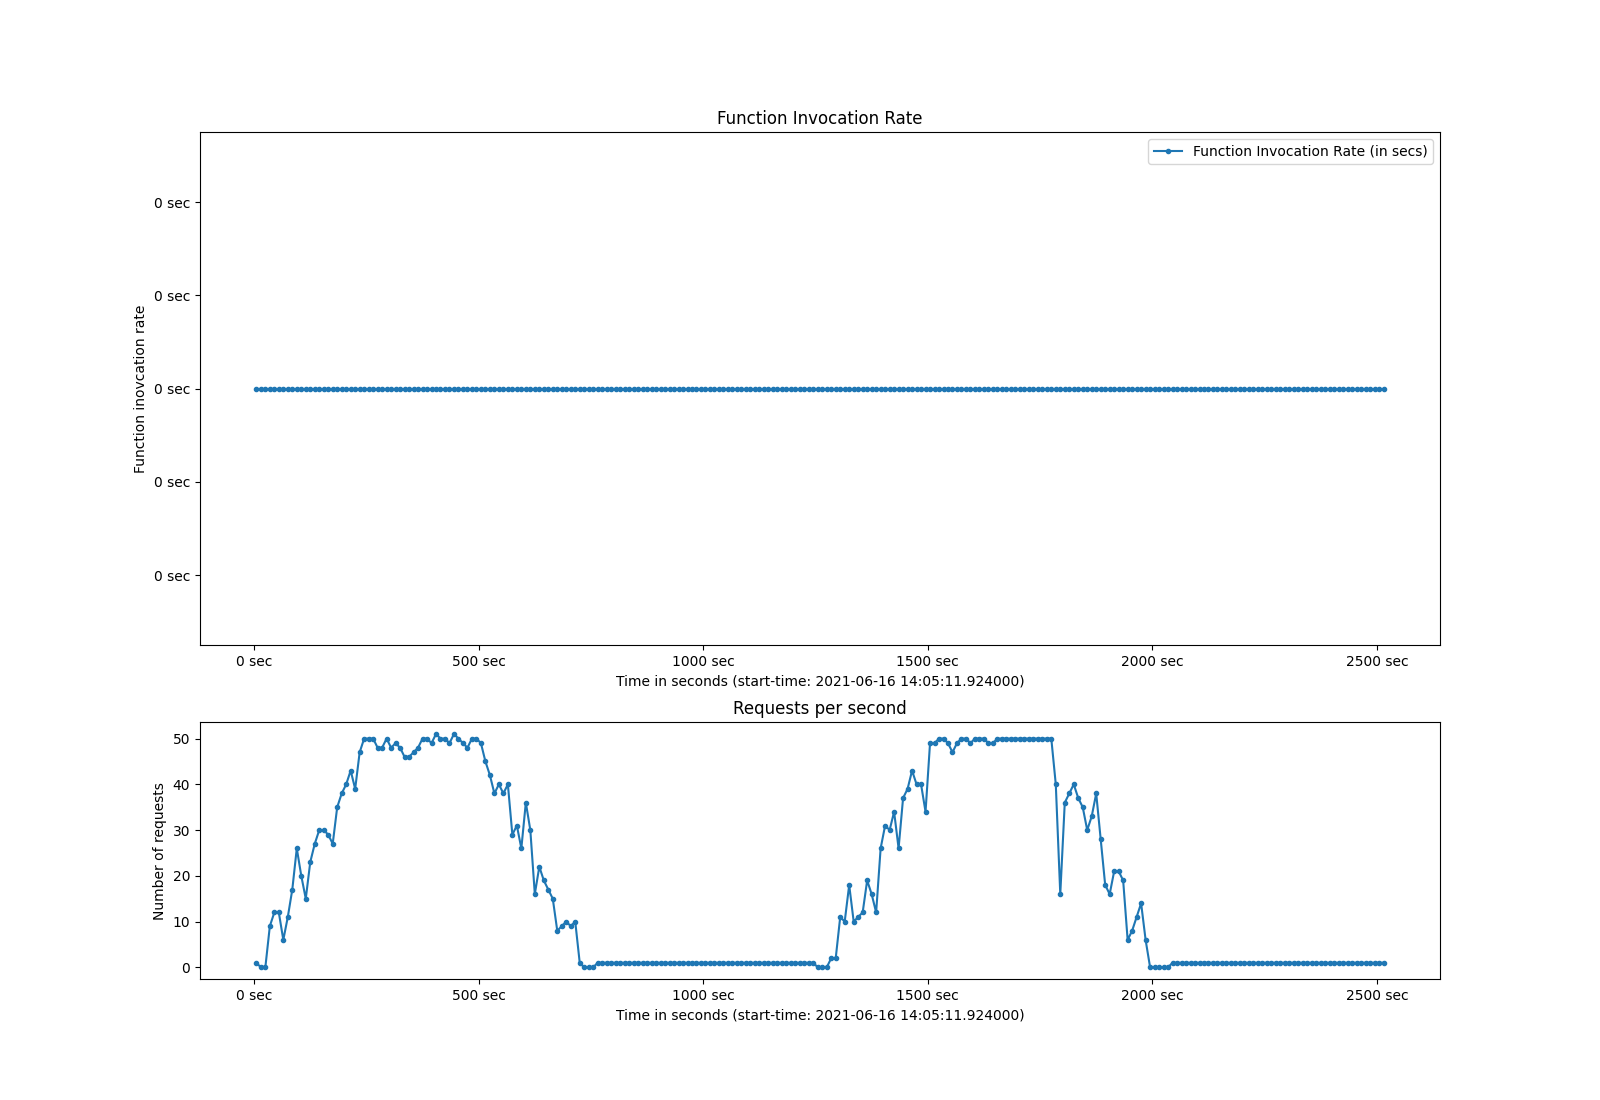 Function Invocation Rate
Function Invocation Rate (in secs)
0 sec
0 sec
0 sec
0 sec
0 sec
Function inovcation rate
0 sec 500 sec 1000 sec 1500 sec 2000 sec 2500 sec
Time in seconds (start-time: 2021-06-16 14:05:11.924000)
Requests per second
50
40
30
20
10
0
Number of requests
0 sec 500 sec 1000 sec 1500 sec 2000 sec 2500 sec
Time in seconds (start-time: 2021-06-16 14:05:11.924000)